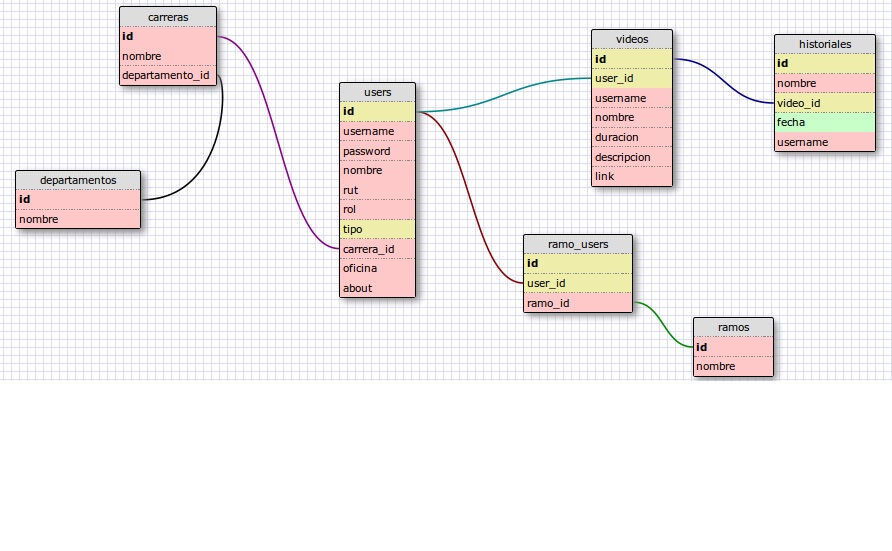 carreras
id
nombre
departamento_id
departamentos
id
nombre
users
id
username
password
nombre
rut
rol
tipo
carrera_id
oficina
about
videos
id
user_id
username
nombre
duracion
descripcion
link
historiales
id
nombre
video_id
fecha
username
ramo_users
id
user_id
ramo_id
ramos
id
nombre